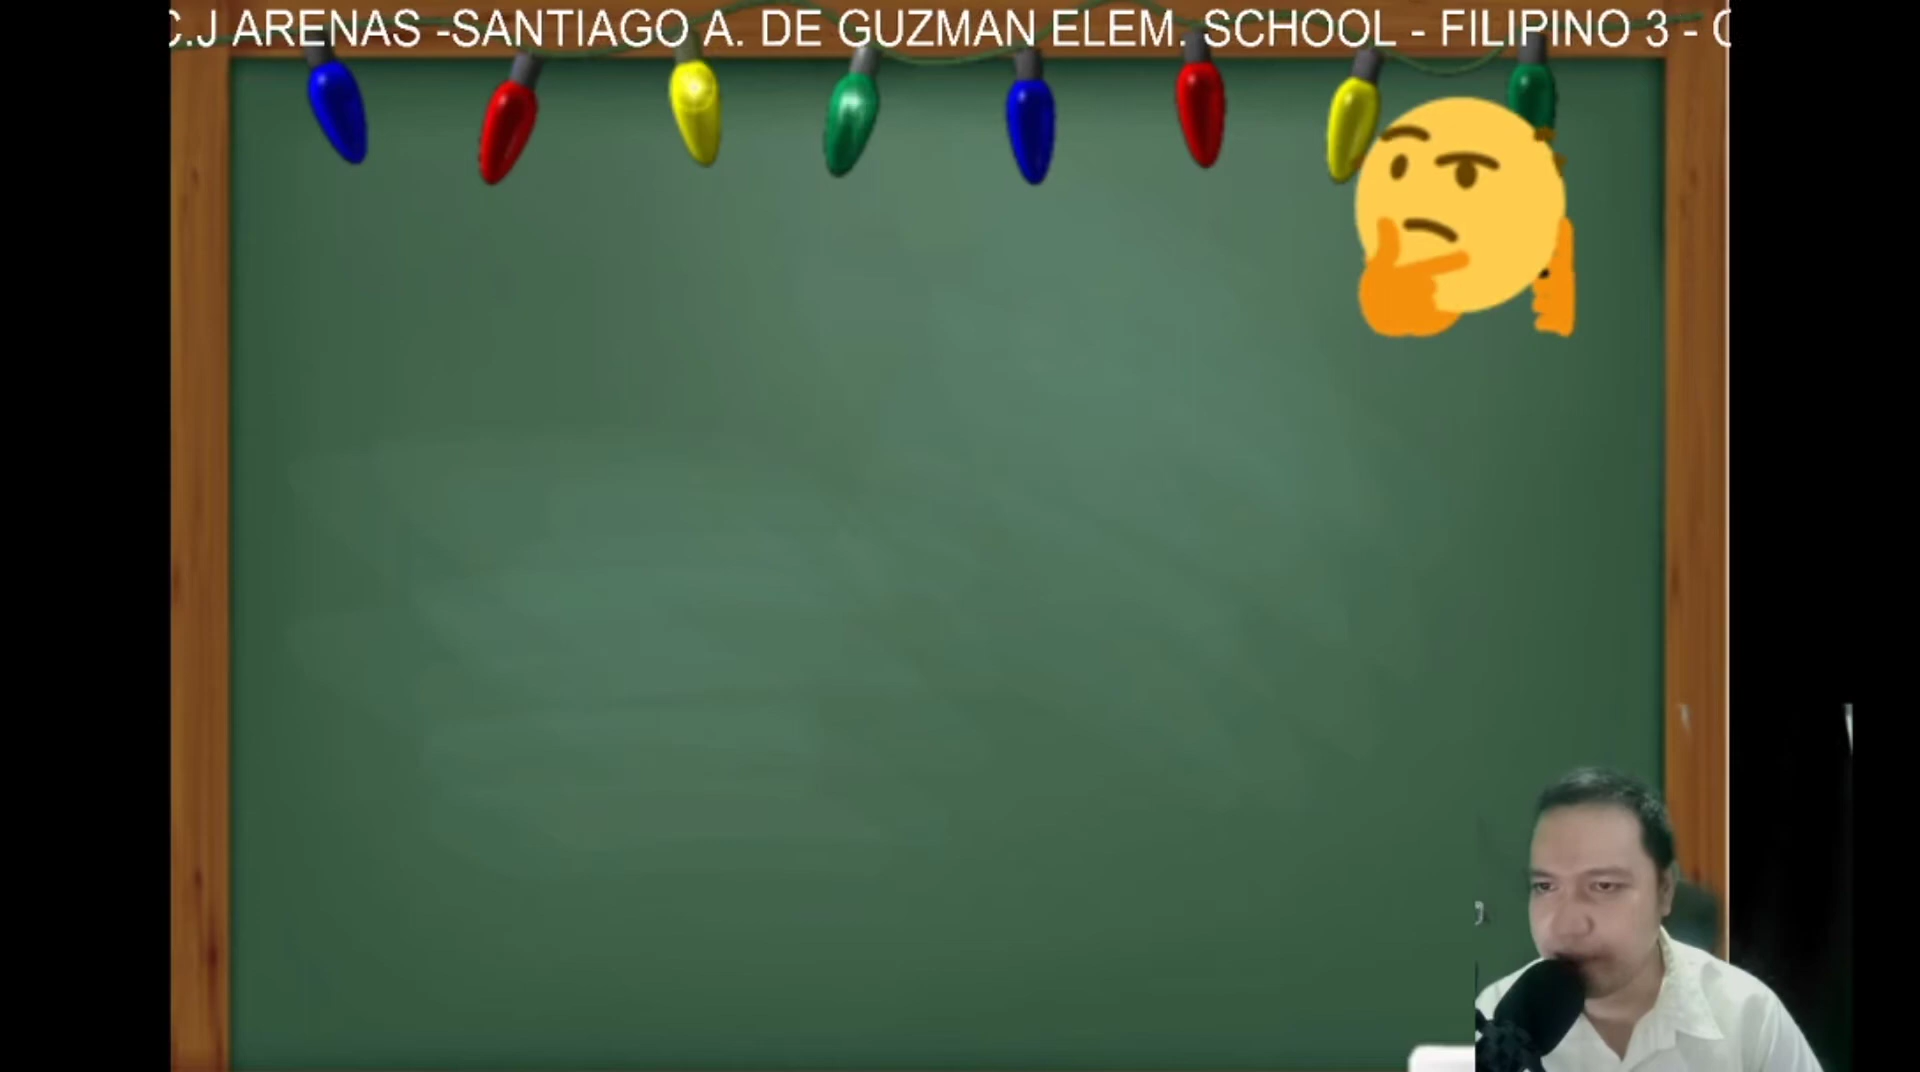 C.J ARENAS -SANTIAGO A. DE GUZMAN ELEM. SCHOOL - FILIPINO 3 -